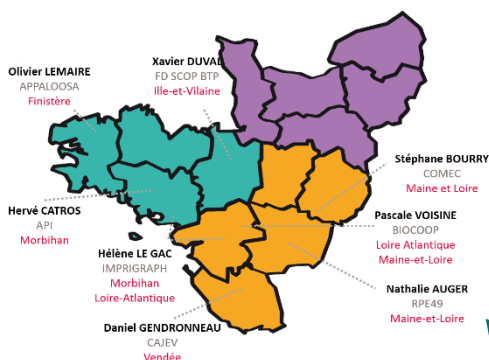 Xavier DUVAL
FD SCOP BTP
Ille-et-Vilaine
Olivier LEMAIRE
APPALOOSA
Finistère
Stéphane BOURRY
COMEC
Maine et Loire
Hervé CATROS
API
Morbihan
Pascale VOISINE
BIOCOOP
Loire Atlantique
Maine-et-Loire
Hélène LE GAC
IMPRIGRAPH
Morbihan
Loire-Atlantique
Nathalie AUGER
RPE49
Maine-et-Loire
Daniel GENDRONNEAU
CAJEV
Vendée